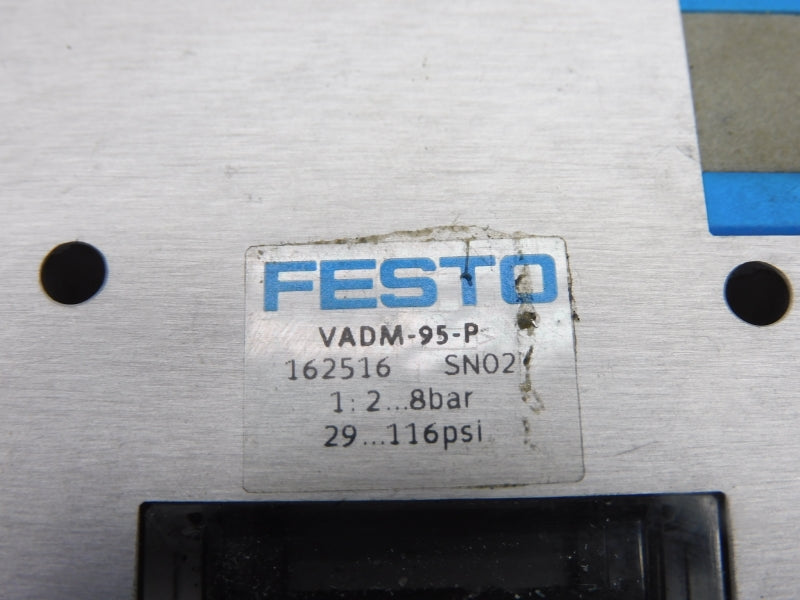 FESTO
VADM-95-P
162516 SN02
1: 2...8bar
29...116psi